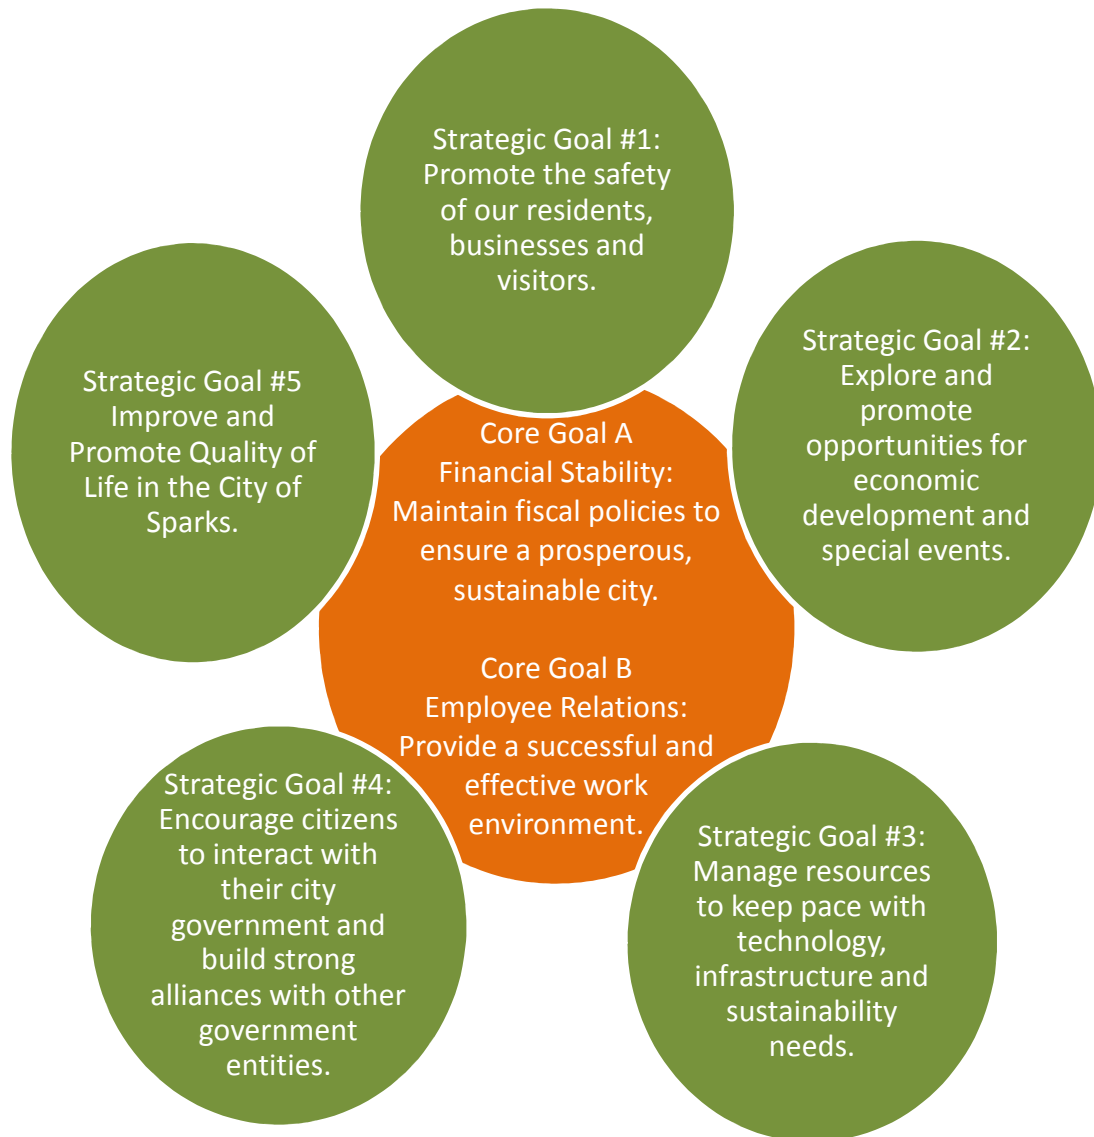 Strategic Goal #1:
Promote the safety
of our residents,
businesses and
visitors.
Strategic Goal #2:
Explore and
promote
opportunities for
economic
development and
special events.
Strategic Goal #3:
Manage resources
to keep pace with
technology,
infrastructure and
sustainability
needs.
Strategic Goal #4:
Encourage citizens
to interact with
their city
government and
build strong
alliances with other
government
entities.
Strategic Goal #5
Improve and
Promote Quality of
Life in the City of
Sparks.
Core Goal A
Financial Stability:
Maintain fiscal policies to
ensure a prosperous,
sustainable city.
Core Goal B
Employee Relations:
Provide a successful and
effective work
environment.